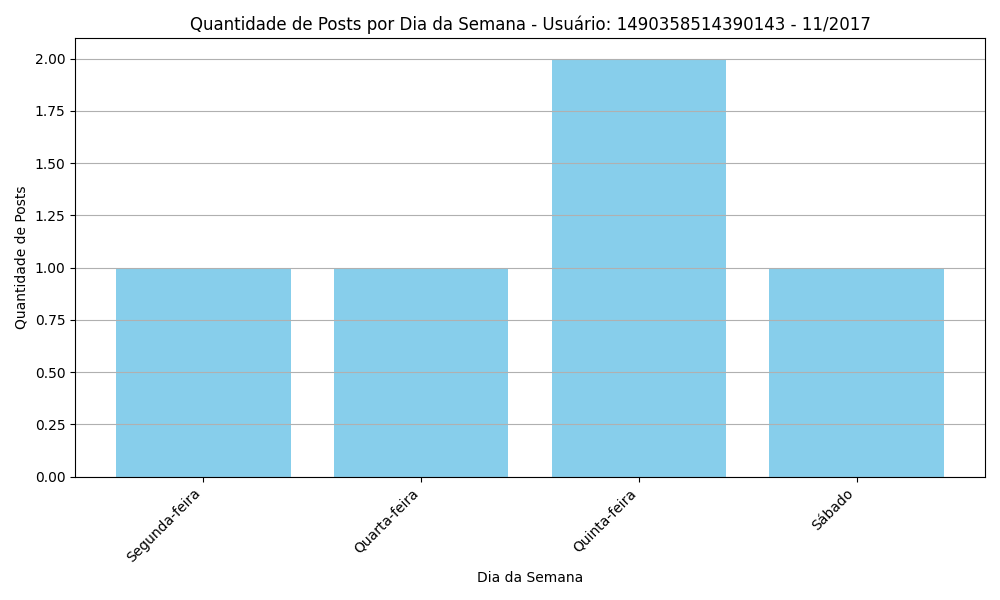 Quantidade de Posts por Dia da Semana - Usuário: 1490358514390143 - 11/2017
Quantidade de Posts
2.00
1.75
1.50
1.25
1.00
0.75
0.50
0.25
0.00
Segunda-feira
Quarta-feira
Quinta-feira
Sábado
Dia da Semana